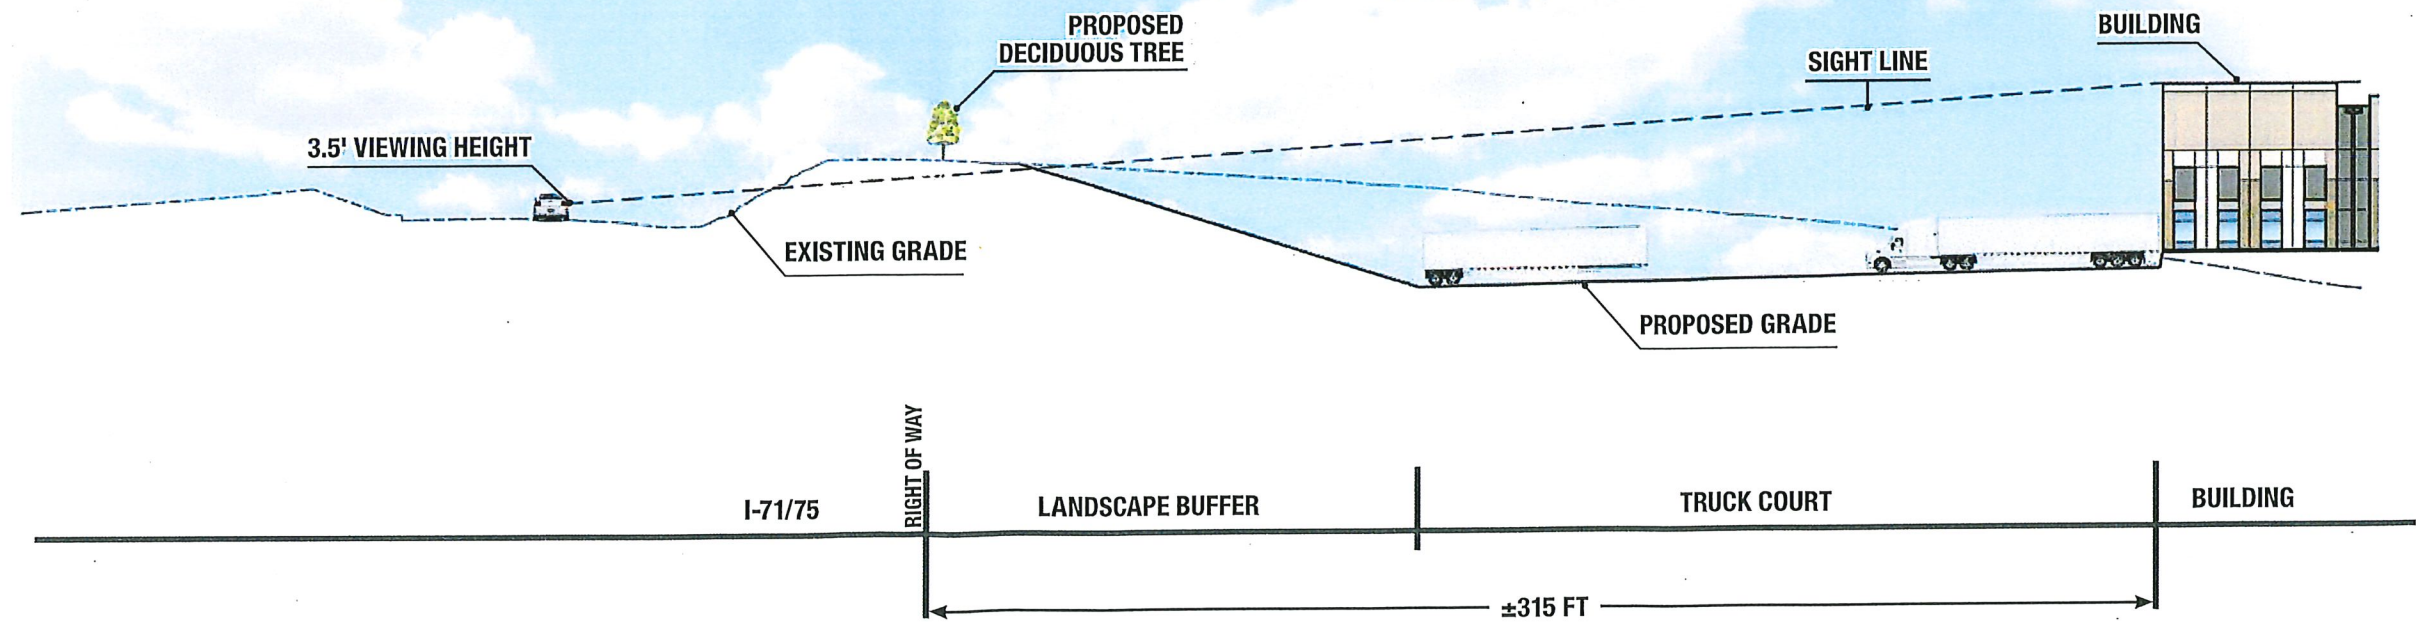 PROPOSED
DECIDUOUS TREE
BUILDING
SIGHT LINE
3.5' VIEWING HEIGHT
EXISTING GRADE
PROPOSED GRADE
RIGHT OF WAY
I-71/75
LANDSCAPE BUFFER
TRUCK COURT
BUILDING
±315 FT